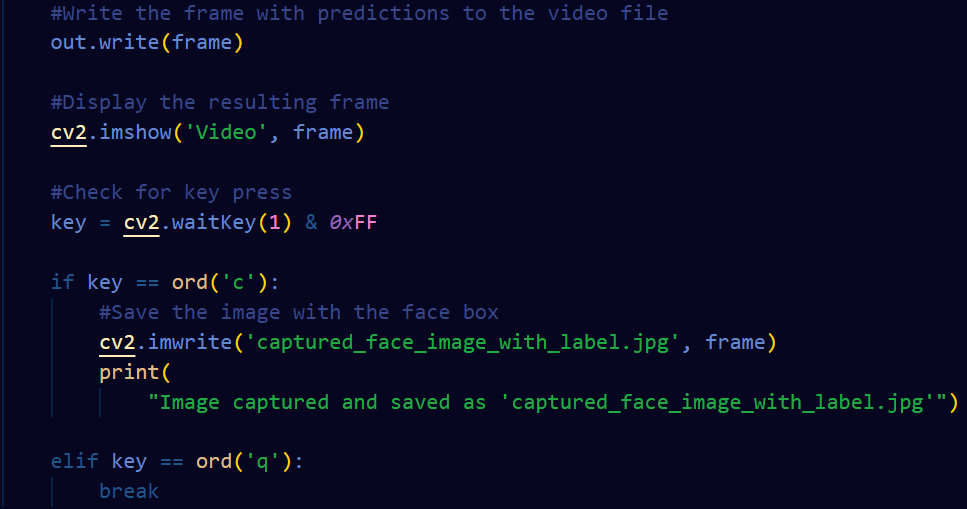 #Write the frame with predictions to the video file
out.write(frame)
#Display the resulting frame
cv2.imshow('Video', frame)
#Check for key press
key = cv2.waitKey(1) & 0xFF
if key == ord('c'):
#Save the image with the face box
cv2.imwrite('captured_face_image_with_label.jpg', frame)
print(
"Image captured and saved as 'captured_face_image_with_label.jpg'")
elif key == ord('q'):
break